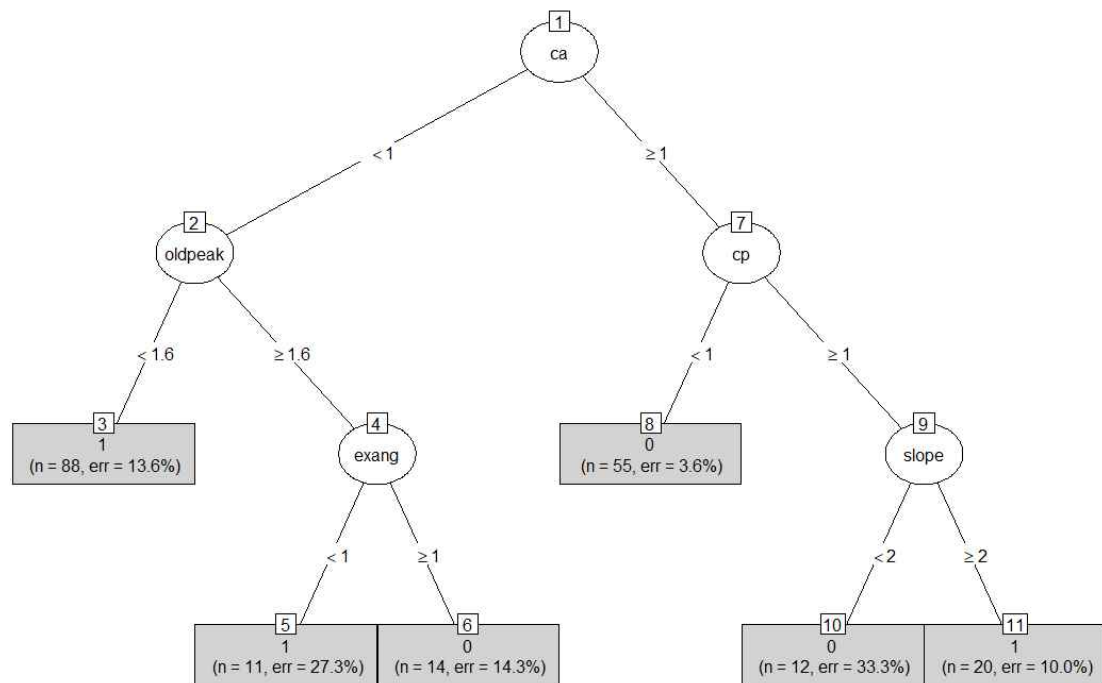 1
ca
< 1
≥ 1
2
oldpeak
7
cp
< 1.6
≥ 1.6
< 1
≥ 1
3
1
(n = 88, err = 13.6%)
4
exang
8
0
(n = 55, err = 3.6%)
9
slope
< 1
≥ 1
< 2
≥ 2
5
1
(n = 11, err = 27.3%)
6
0
(n = 14, err = 14.3%)
10
0
(n = 12, err = 33.3%)
11
1
(n = 20, err = 10.0%)